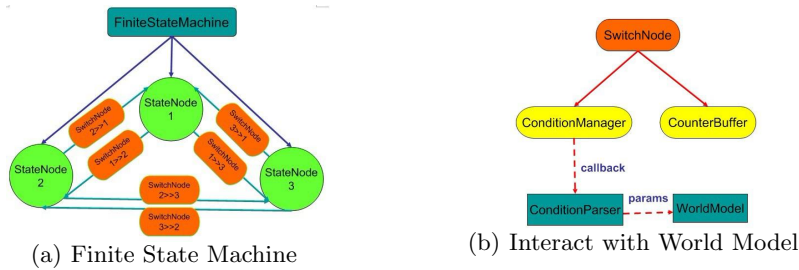 FiniteStateMachine
StateNode
1
SwitchNode
2>>1
SwitchNode
1>>2
SwitchNode
3>>1
SwitchNode
1>>3
StateNode
2
StateNode
3
SwitchNode
2>>3
SwitchNode
3>>2
(a) Finite State Machine
SwitchNode
ConditionManager
CounterBuffer
callback
ConditionParser
params
WorldModel
(b) Interact with World Model